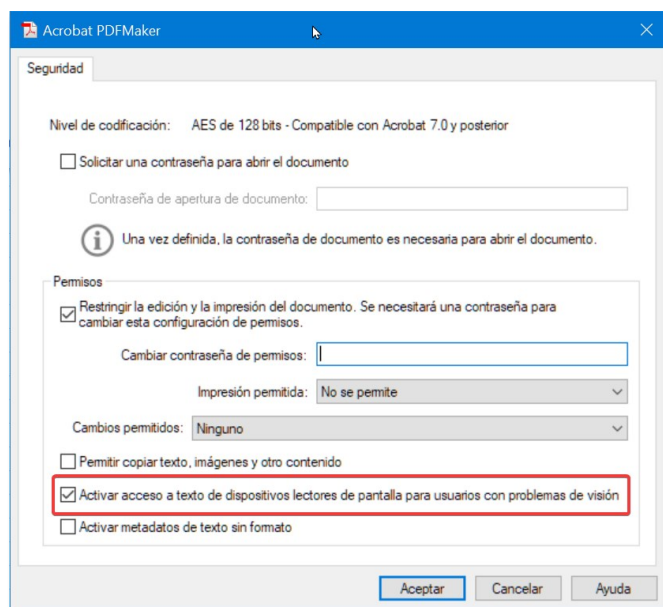 Acrobat PDFMaker
Seguridad
Nivel de codificación: AES de 128 bits - Compatible con Acrobat 7.0 y posterior
Solicitar una contraseña para abrir el documento
Contraseña de apertura de documento:
Una vez definida, la contraseña de documento es necesaria para abrir el documento.
Permisos
Restringir la edición y la impresión del documento. Se necesitará una contraseña para
cambiar esta configuración de permisos.
Cambiar contraseña de permisos:
Impresión permitida: No se permite
Cambios permitidos: Ninguno
Permitir copiar texto, imágenes y otro contenido
Activar acceso a texto de dispositivos lectores de pantalla para usuarios con problemas de visión
Activar metadatos de texto sin formato
Aceptar Cancelar Ayuda